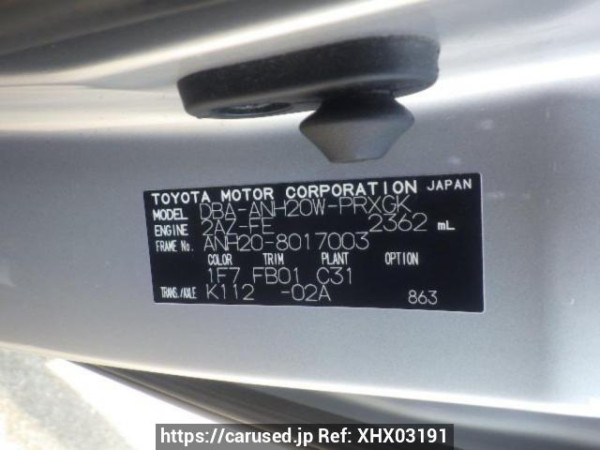 TOYOTA MOTOR CORPORATION JAPAN
MODEL DBA-ANH20W-PRXGK
ENGINE 2AZ-FE 2362 mL
FRAME No. ANH20-8017003
COLOR TRIM PLANT OPTION
1F7 FB01 C31
TRANS./AXLE K112 -02A 863
https://carused.jp Ref: XHX03191